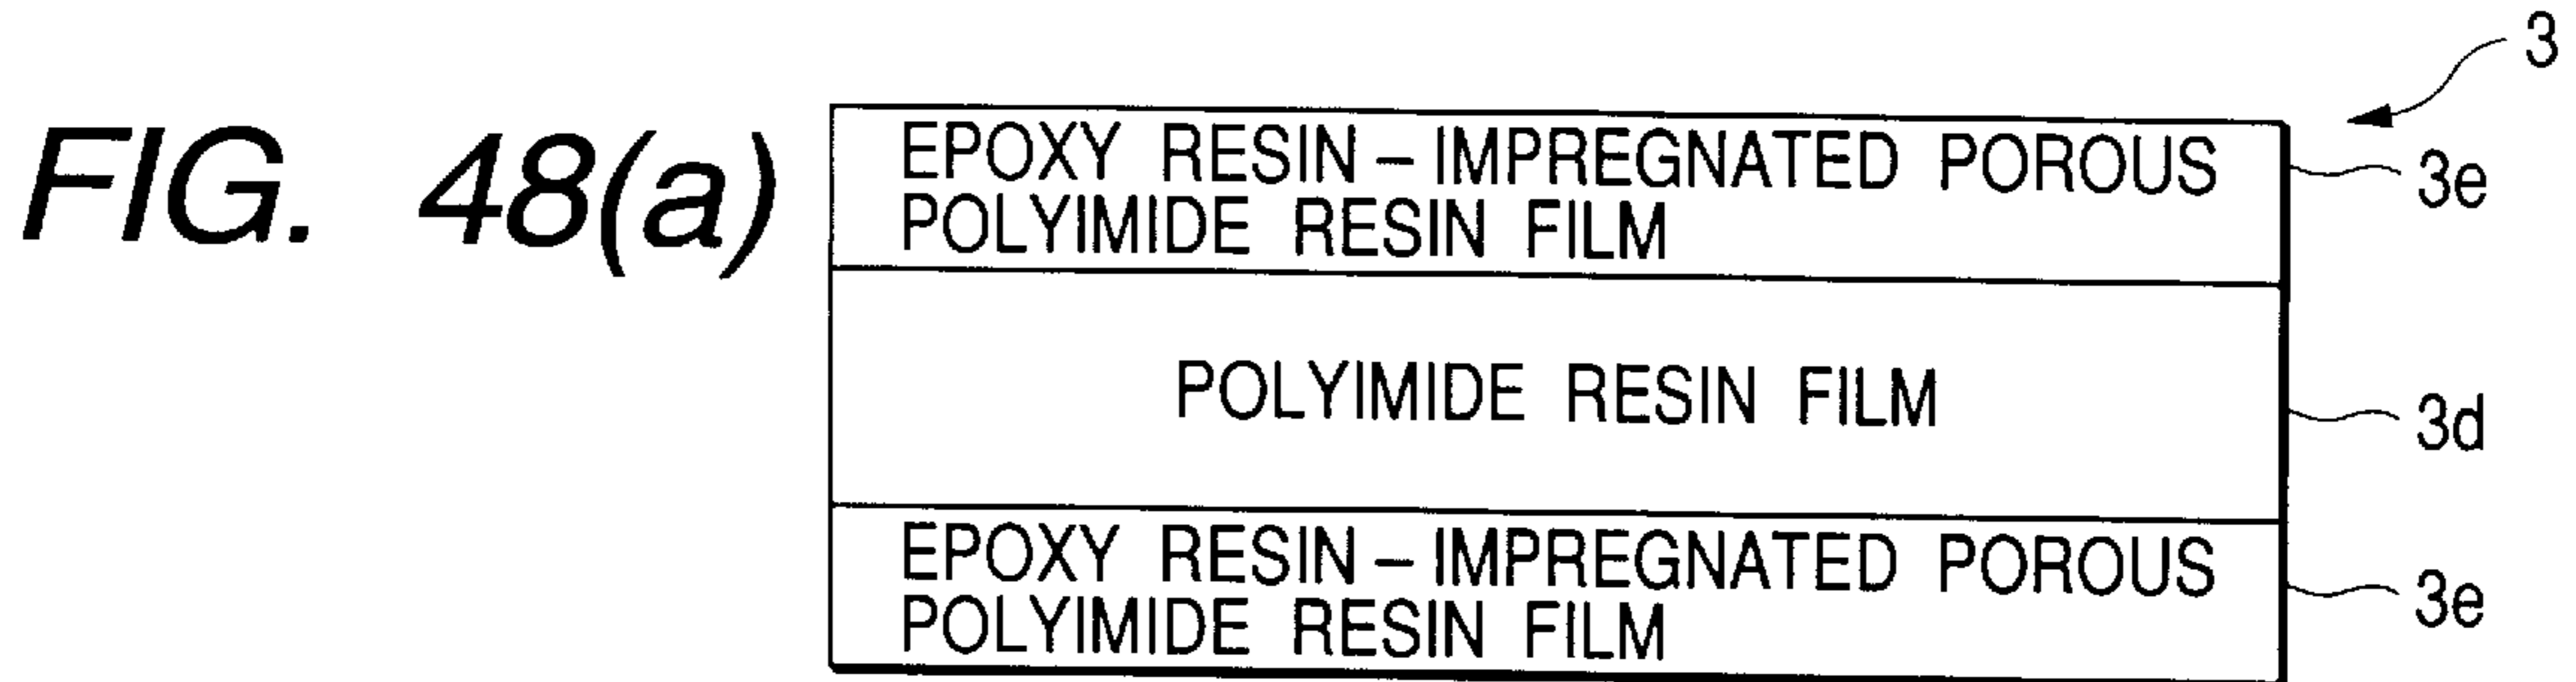 3
FIG. 48(a)
EPOXY RESIN-IMPREGNATED POROUS
POLYIMIDE RESIN FILM
3e
POLYIMIDE RESIN FILM
3d
EPOXY RESIN-IMPREGNATED POROUS
POLYIMIDE RESIN FILM
3e